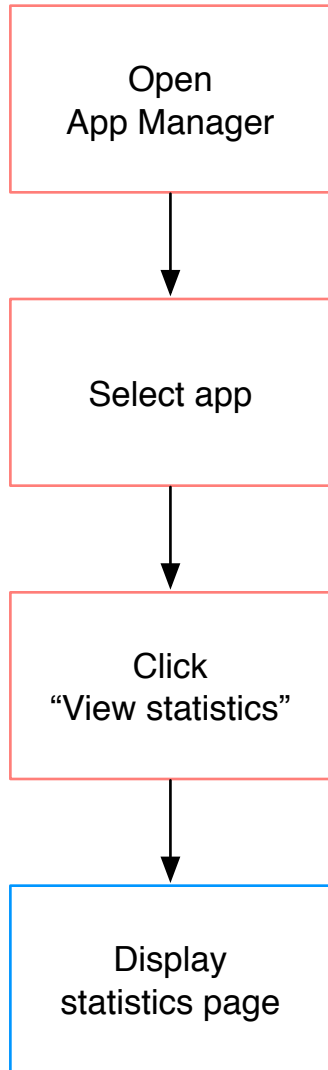 Open
App Manager
Select app
Click
“View statistics”
Display
statistics page